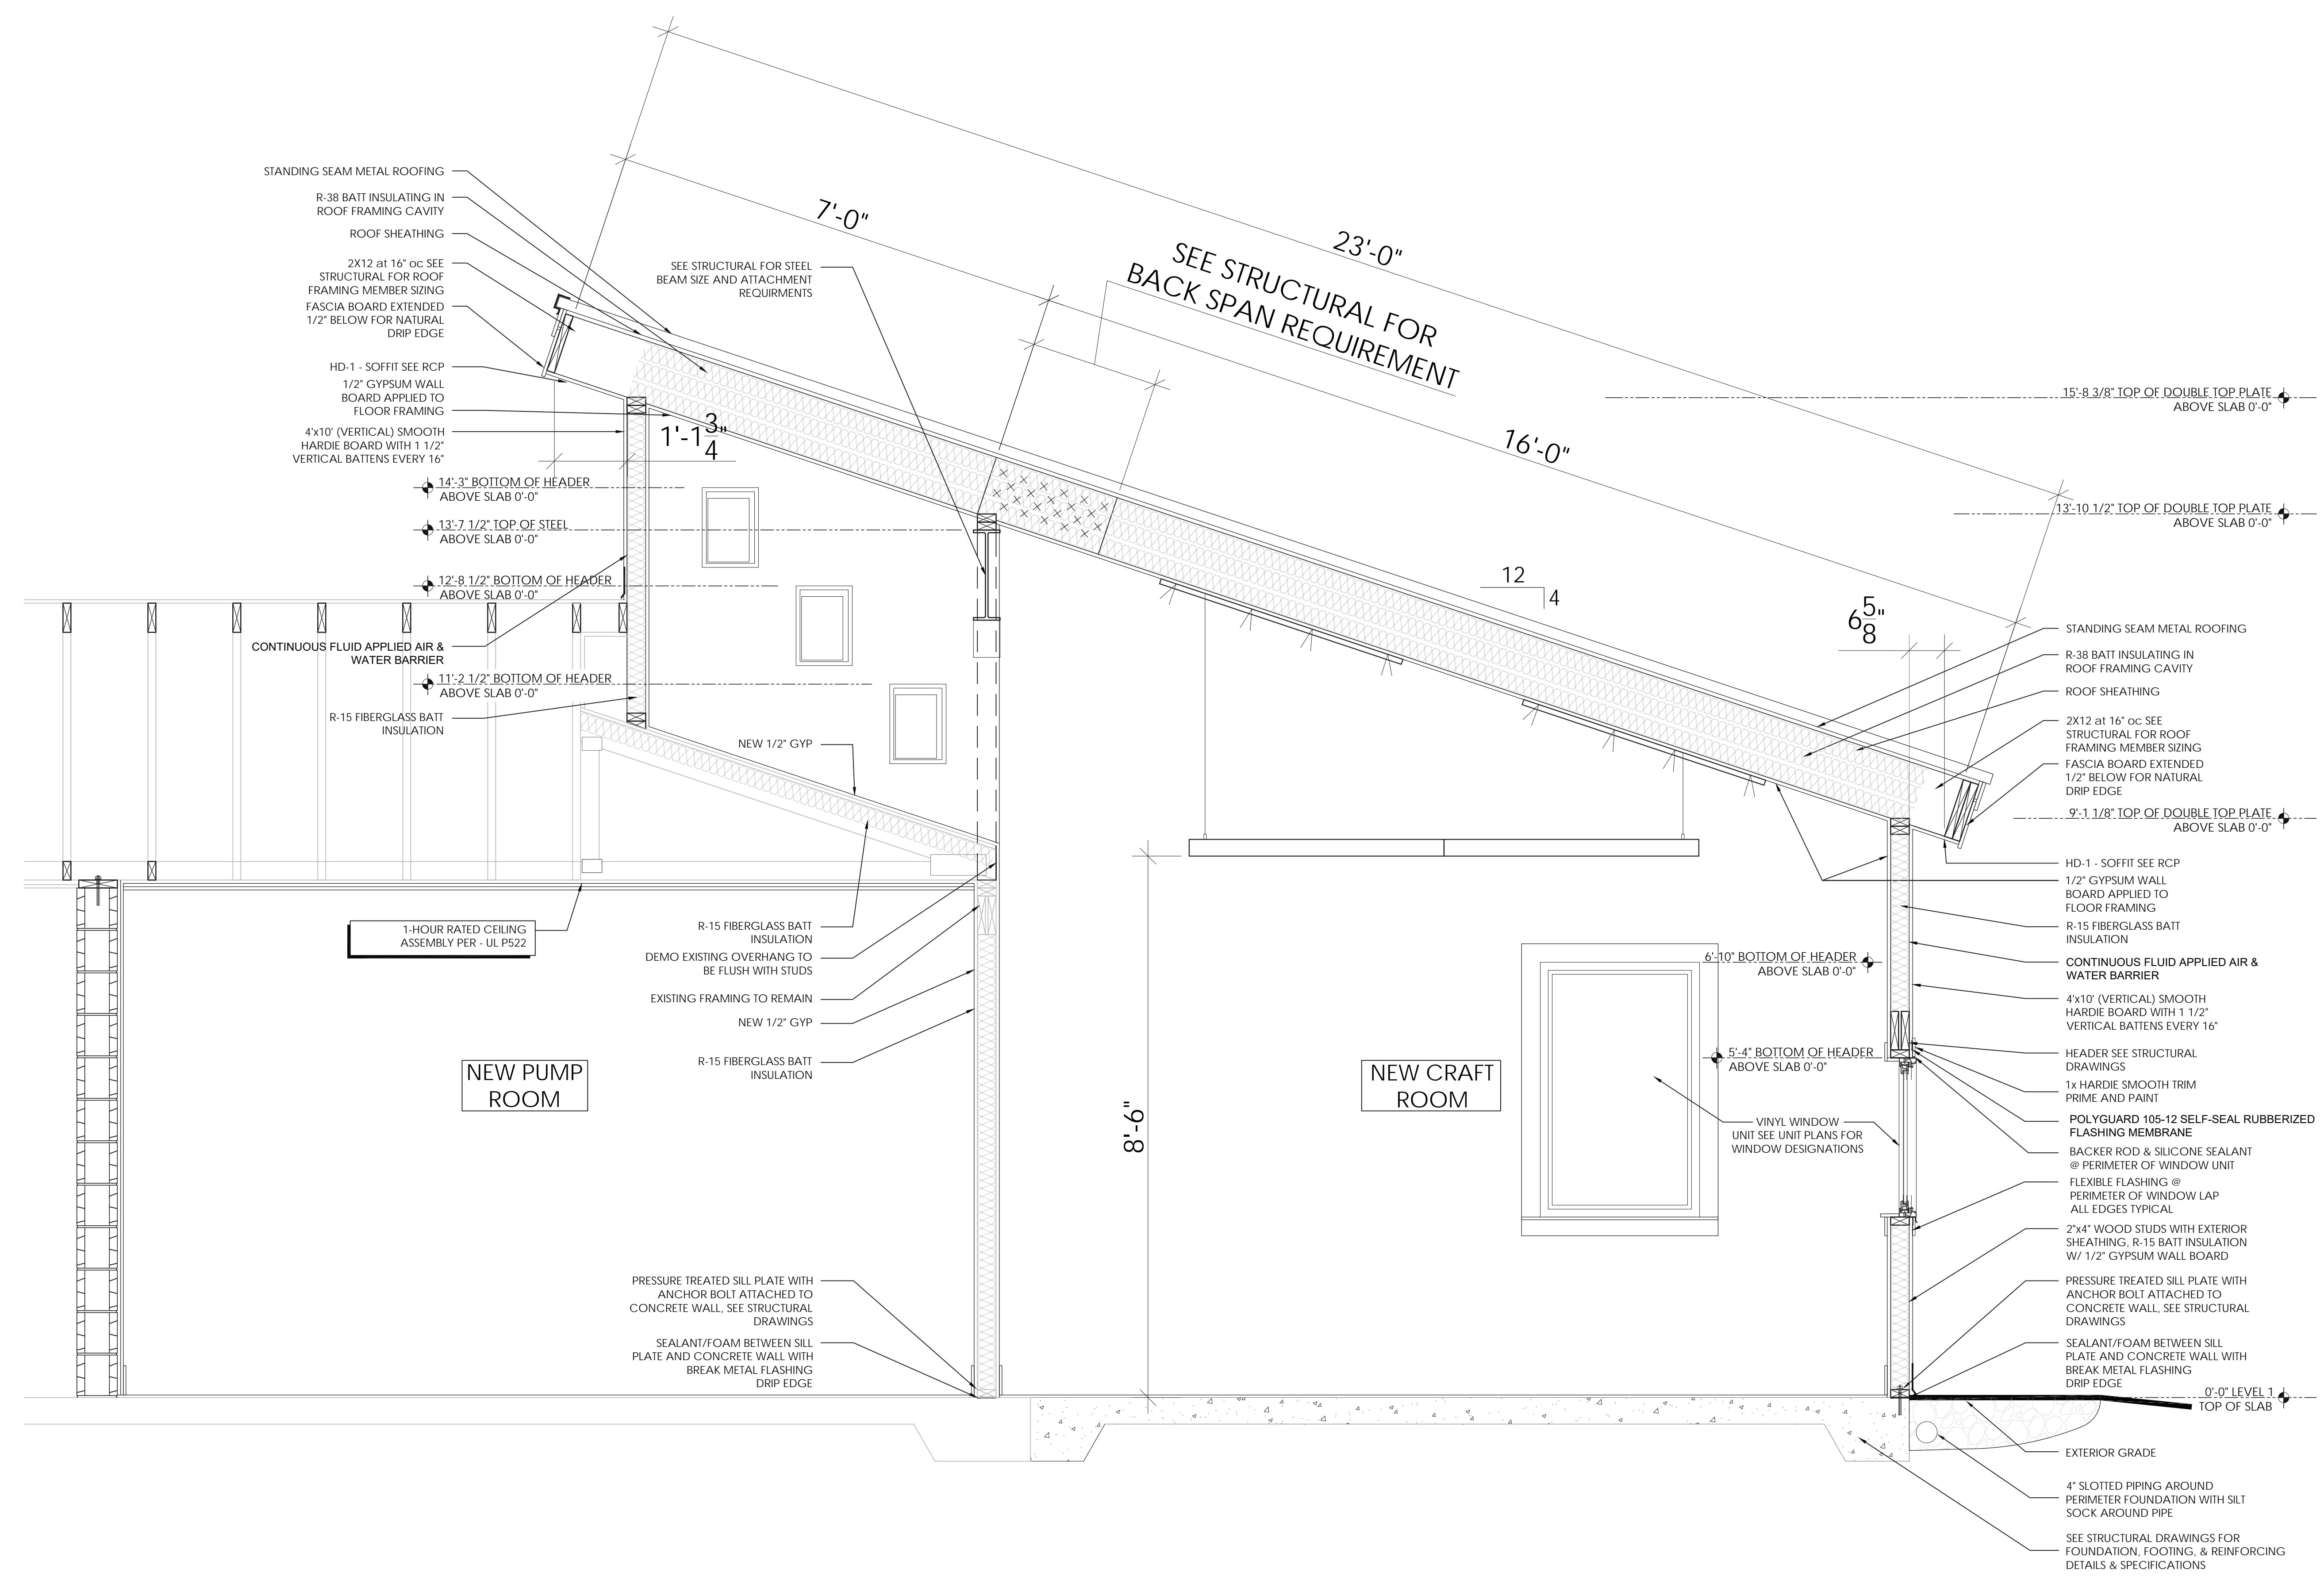 STANDING SEAM METAL ROOFING
R-38 BATT INSULATING IN
ROOF FRAMING CAVITY
ROOF SHEATHING
2X12 at 16" oc SEE
STRUCTURAL FOR ROOF
FRAMING MEMBER SIZING
FASCIA BOARD EXTENDED
1/2" BELOW FOR NATURAL
DRIP EDGE
HD-1 - SOFFIT SEE RCP
1/2" GYPSUM WALL
BOARD APPLIED TO
FLOOR FRAMING
4'x10' (VERTICAL) SMOOTH
HARDIE BOARD WITH 1 1/2"
VERTICAL BATTENS EVERY 16"
14'-3" BOTTOM OF HEADER
ABOVE SLAB 0'-0"
13'-7 1/2" TOP OF STEEL
ABOVE SLAB 0'-0"
12'-8 1/2" BOTTOM OF HEADER
ABOVE SLAB 0'-0"
CONTINUOUS FLUID APPLIED AIR &
WATER BARRIER
11'-2 1/2" BOTTOM OF HEADER
ABOVE SLAB 0'-0"
R-15 FIBERGLASS BATT
INSULATION
7'-0"
23'-0"
SEE STRUCTURAL FOR
BACK SPAN REQUIREMENT
16'-0"
SEE STRUCTURAL FOR STEEL
BEAM SIZE AND ATTACHMENT
REQUIRMENTS
1'-1 3/4"
12
4
6 5/8"
NEW 1/2" GYP
1-HOUR RATED CEILING
ASSEMBLY PER - UL P522
R-15 FIBERGLASS BATT
INSULATION
DEMO EXISTING OVERHANG TO
BE FLUSH WITH STUDS
EXISTING FRAMING TO REMAIN
NEW 1/2" GYP
R-15 FIBERGLASS BATT
INSULATION
NEW PUMP
ROOM
8'-6"
NEW CRAFT
ROOM
6'-10" BOTTOM OF HEADER
ABOVE SLAB 0'-0"
5'-4" BOTTOM OF HEADER
ABOVE SLAB 0'-0"
VINYL WINDOW
UNIT SEE UNIT PLANS FOR
WINDOW DESIGNATIONS
PRESSURE TREATED SILL PLATE WITH
ANCHOR BOLT ATTACHED TO
CONCRETE WALL, SEE STRUCTURAL
DRAWINGS
SEALANT/FOAM BETWEEN SILL
PLATE AND CONCRETE WALL WITH
BREAK METAL FLASHING
DRIP EDGE
15'-8 3/8" TOP OF DOUBLE TOP PLATE
ABOVE SLAB 0'-0"
13'-10 1/2" TOP OF DOUBLE TOP PLATE
ABOVE SLAB 0'-0"
STANDING SEAM METAL ROOFING
R-38 BATT INSULATING IN
ROOF FRAMING CAVITY
ROOF SHEATHING
2X12 at 16" oc SEE
STRUCTURAL FOR ROOF
FRAMING MEMBER SIZING
FASCIA BOARD EXTENDED
1/2" BELOW FOR NATURAL
DRIP EDGE
9'-1 1/8" TOP OF DOUBLE TOP PLATE
ABOVE SLAB 0'-0"
HD-1 - SOFFIT SEE RCP
1/2" GYPSUM WALL
BOARD APPLIED TO
FLOOR FRAMING
R-15 FIBERGLASS BATT
INSULATION
CONTINUOUS FLUID APPLIED AIR &
WATER BARRIER
4'x10' (VERTICAL) SMOOTH
HARDIE BOARD WITH 1 1/2"
VERTICAL BATTENS EVERY 16"
HEADER SEE STRUCTURAL
DRAWINGS
1x HARDIE SMOOTH TRIM
PRIME AND PAINT
POLYGUARD 105-12 SELF-SEAL RUBBERIZED
FLASHING MEMBRANE
BACKER ROD & SILICONE SEALANT
@ PERIMETER OF WINDOW UNIT
FLEXIBLE FLASHING @
PERIMETER OF WINDOW LAP
ALL EDGES TYPICAL
2"x4" WOOD STUDS WITH EXTERIOR
SHEATHING, R-15 BATT INSULATION
W/ 1/2" GYPSUM WALL BOARD
PRESSURE TREATED SILL PLATE WITH
ANCHOR BOLT ATTACHED TO
CONCRETE WALL, SEE STRUCTURAL
DRAWINGS
SEALANT/FOAM BETWEEN SILL
PLATE AND CONCRETE WALL WITH
BREAK METAL FLASHING
DRIP EDGE
0'-0" LEVEL 1
TOP OF SLAB
EXTERIOR GRADE
4" SLOTTED PIPING AROUND
PERIMETER FOUNDATION WITH SILT
SOCK AROUND PIPE
SEE STRUCTURAL DRAWINGS FOR
FOUNDATION, FOOTING, & REINFORCING
DETAILS & SPECIFICATIONS